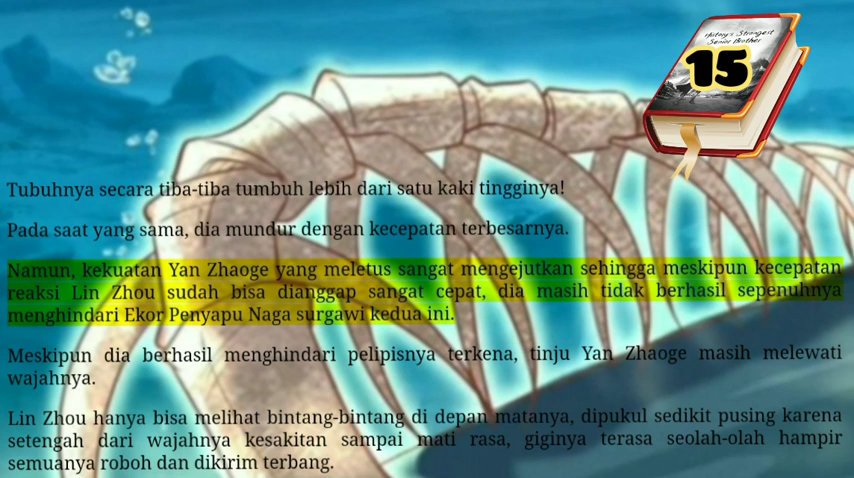 History's Strongest
Senior Brother
15
Tubuhnya secara tiba-tiba tumbuh lebih dari satu kaki tingginya!
Pada saat yang sama, dia mundur dengan kecepatan terbesarnya.
Namun, kekuatan Yan Zhaoge yang meletus sangat mengejutkan sehingga meskipun kecepatan
reaksi Lin Zhou sudah bisa dianggap sangat cepat, dia masih tidak berhasil sepenuhnya
menghindari Ekor Penyapu Naga surgawi kedua ini.
Meskipun dia berhasil menghindari pelipisnya terkena, tinju Yan Zhaoge masih melewati
wajahnya.
Lin Zhou hanya bisa melihat bintang-bintang di depan matanya, dipukul sedikit pusing karena
setengah dari wajahnya kesakitan sampai mati rasa, giginya terasa seolah-olah hampir
semuanya roboh dan dikirim terbang.